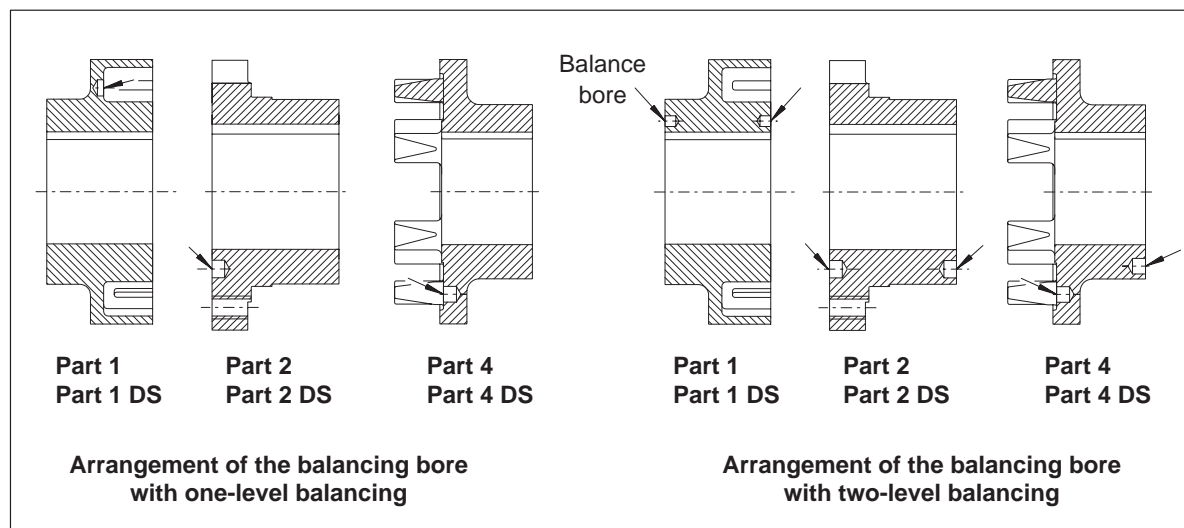 Balance
bore
Part 1
Part 1 DS
Part 2
Part 2 DS
Part 4
Part 4 DS
Part 1
Part 1 DS
Part 2
Part 2 DS
Part 4
Part 4 DS
Arrangement of the balancing bore
with one-level balancing
Arrangement of the balancing bore
with two-level balancing